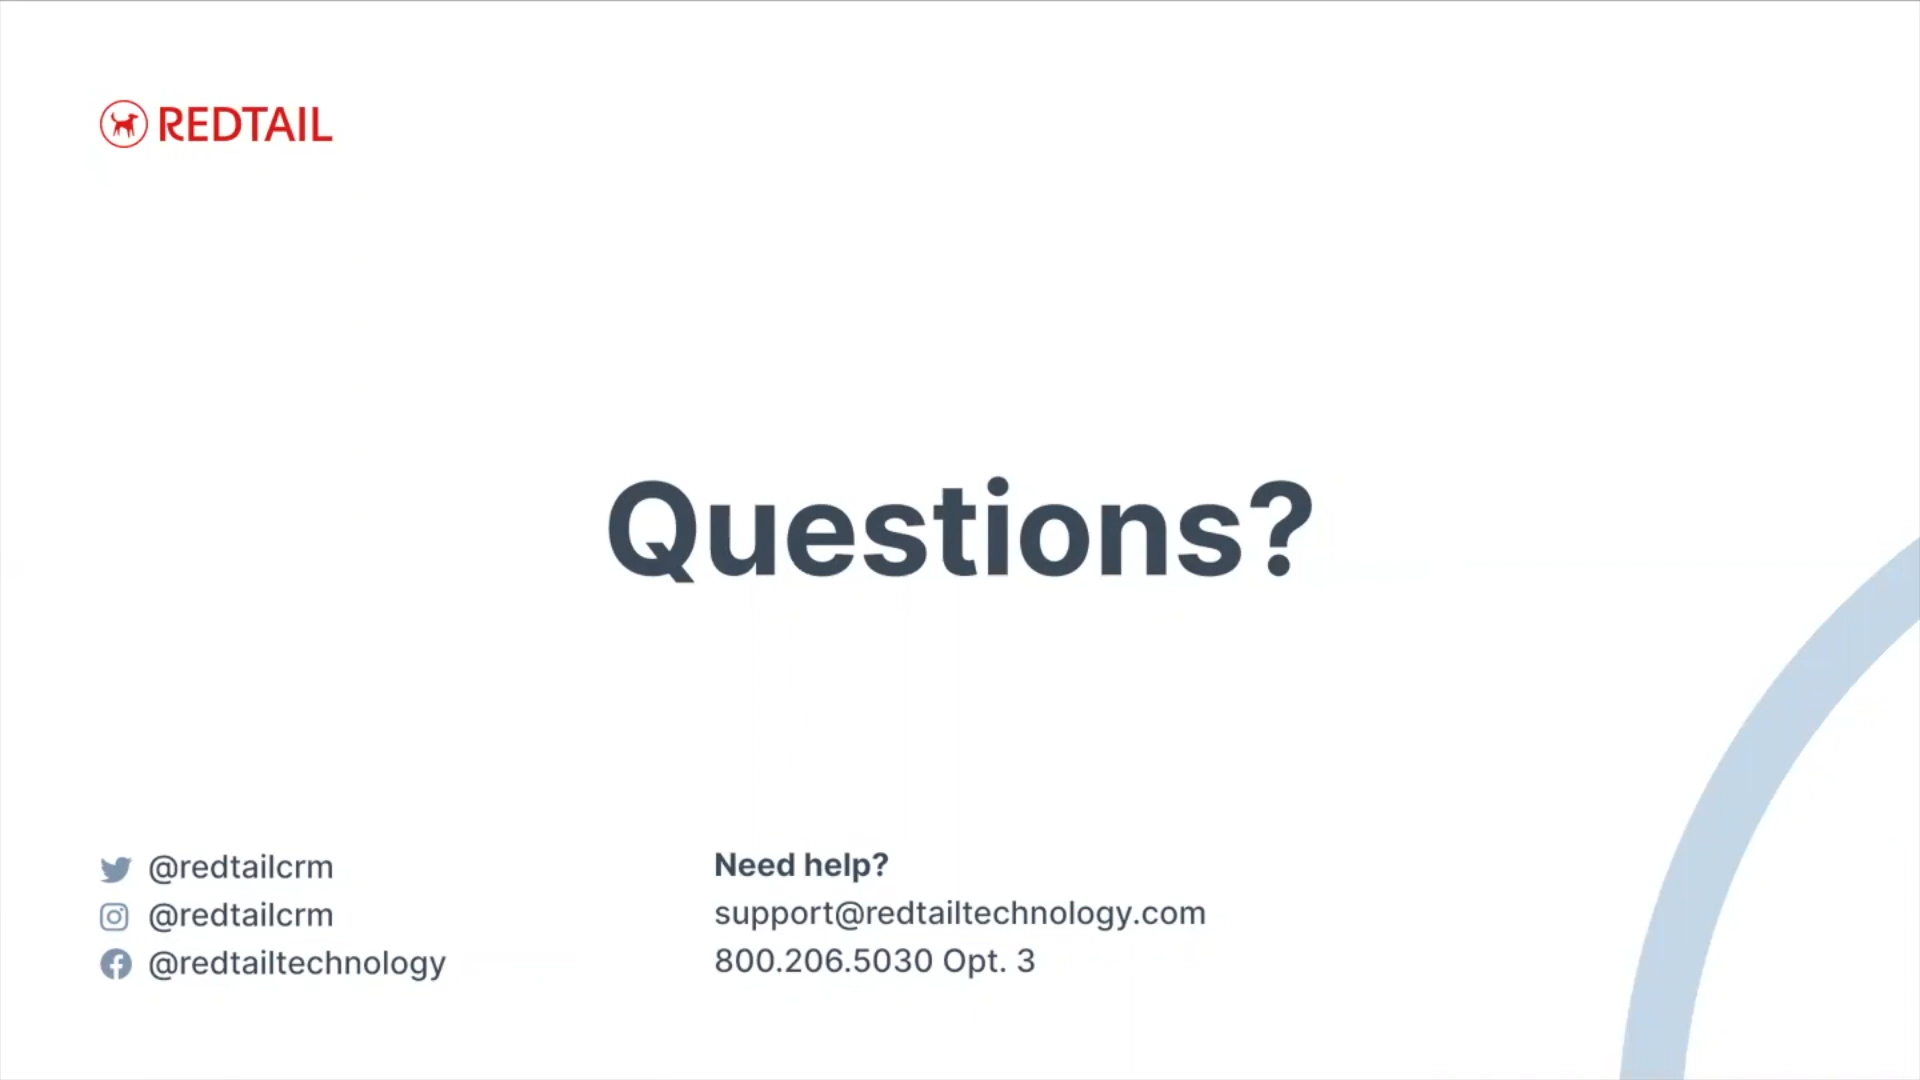 REDTAIL
Questions?
@redtailcrm
@redtailcrm
@redtailtechnology
Need help?
support@redtailtechnology.com
800.206.5030 Opt. 3